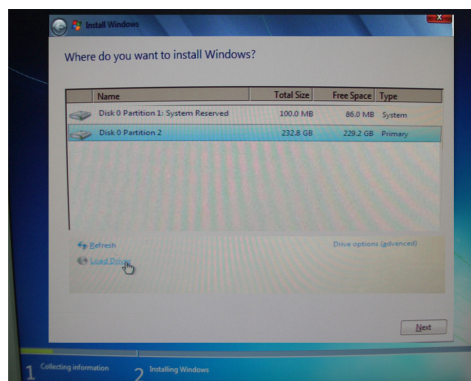 Install Windows
Where do you want to install Windows?
Name Total Size Free Space Type
Disk 0 Partition 1: System Reserved 100.0 MB 86.0 MB System
Disk 0 Partition 2 232.8 GB 229.2 GB Primary
Refresh Drive options (advanced)
Load Driver
Next
1 Collecting information 2 Installing Windows